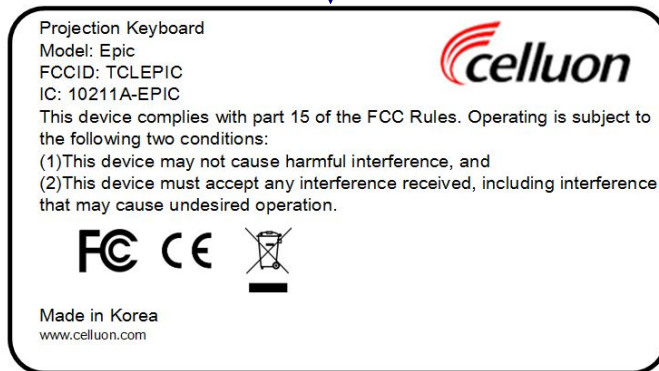 Projection Keyboard
Model: Epic
FCCID: TCLEPIC
IC: 10211A-EPIC
celluon
This device complies with part 15 of the FCC Rules. Operating is subject to
the following two conditions:
(1)This device may not cause harmful interference, and
(2)This device must accept any interference received, including interference
that may cause undesired operation.
FC CE
Made in Korea
www.celluon.com